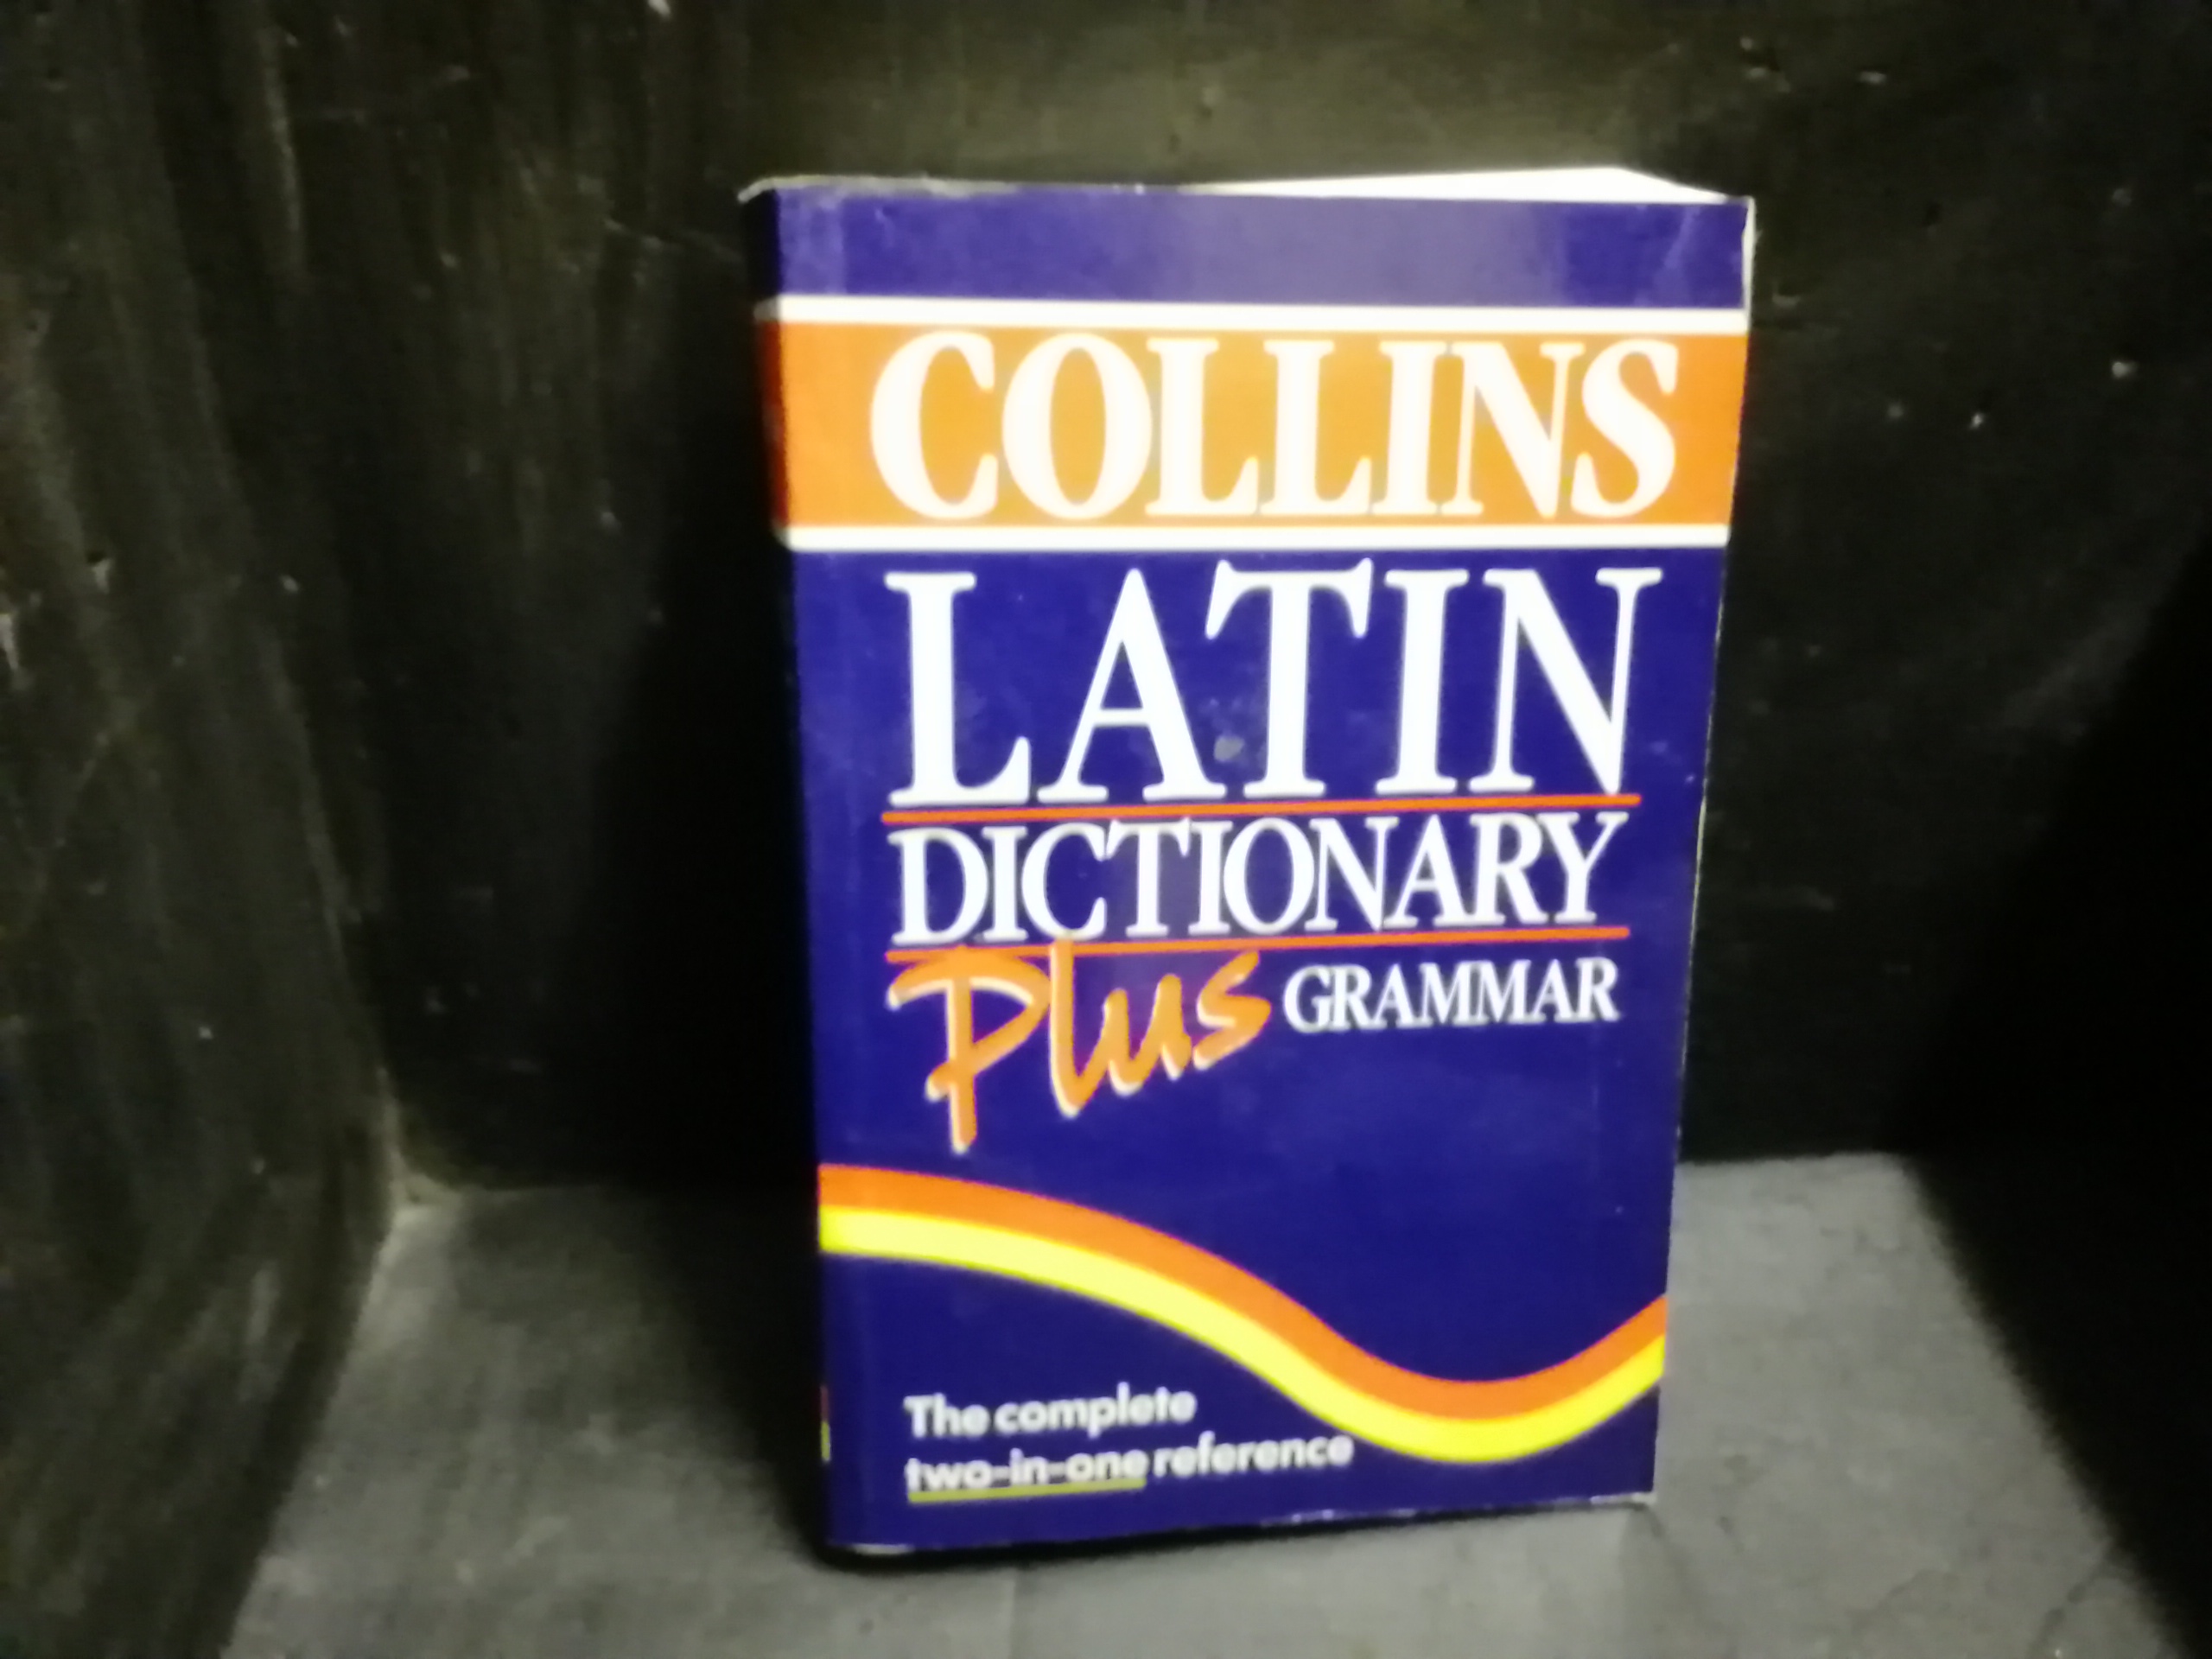 COLLINS
LATIN
DICTIONARY
Plus GRAMMAR
The complete
two-in-one reference